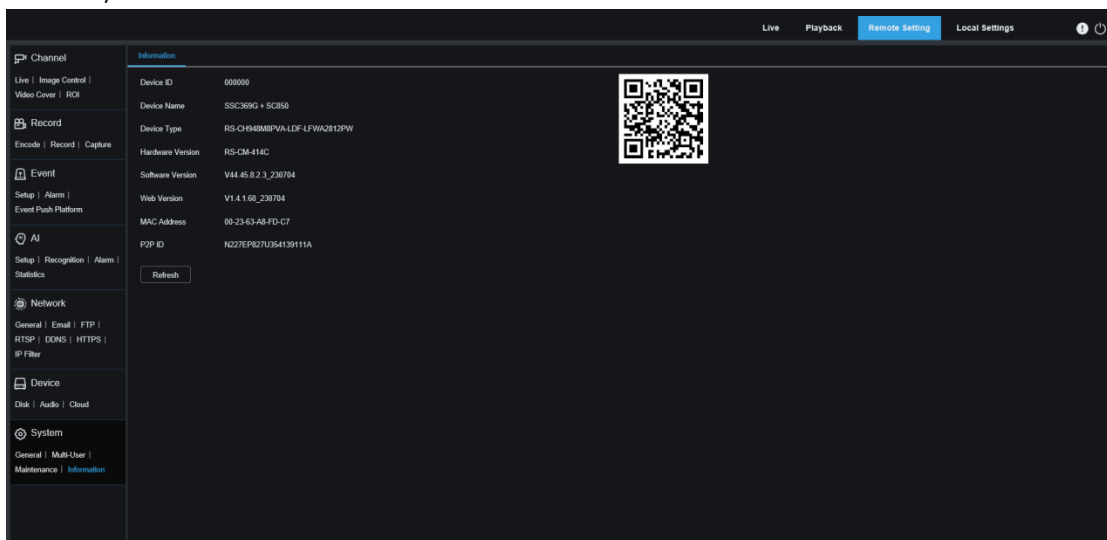 Live Playback Remote Setting Local Settings
Channel
Live | Image Control |
Video Cover | ROI
Record
Encode | Record | Capture
Event
Setup | Alarm |
Event Push Platform
AI
Setup | Recognition | Alarm |
Statistics
Network
General | Email | FTP |
RTSP | DDNS | HTTPS |
IP Filter
Device
Disk | Audio | Cloud
System
General | Multi-User |
Maintenance | Information
Information
Device ID 000000
Device Name SSC369G + SC850
Device Type RS-CH948M8PVA-LDF-LFWA2812PW
Hardware Version RS-CM-414C
Software Version V44.45.8.2.3_230704
Web Version V1.4.1.60_230704
MAC Address 00-23-63-A8-FD-C7
P2P ID N227EP827U354139111A
Refresh